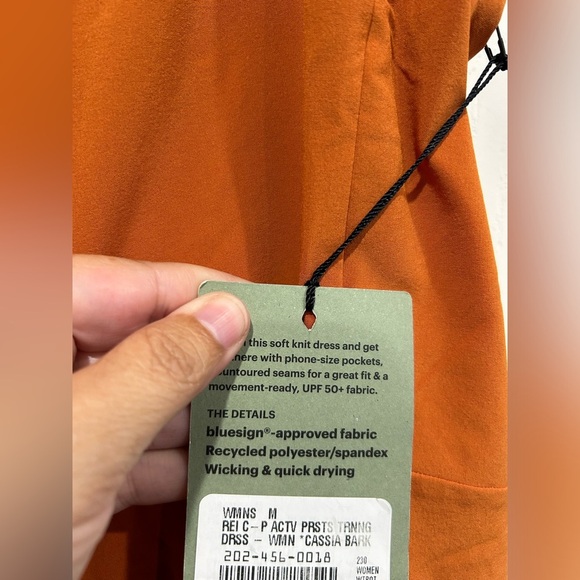 this soft knit dress and get
here with phone-size pockets,
contoured seams for a great fit & a
movement-ready, UPF 50+ fabric.
THE DETAILS
bluesign®-approved fabric
Recycled polyester/spandex
Wicking & quick drying
WMNS M
REI C-P ACTV PRSTS TRNNG
DRSS - WMN *CASSIA BARK
202-456-0018
230
WOMEN